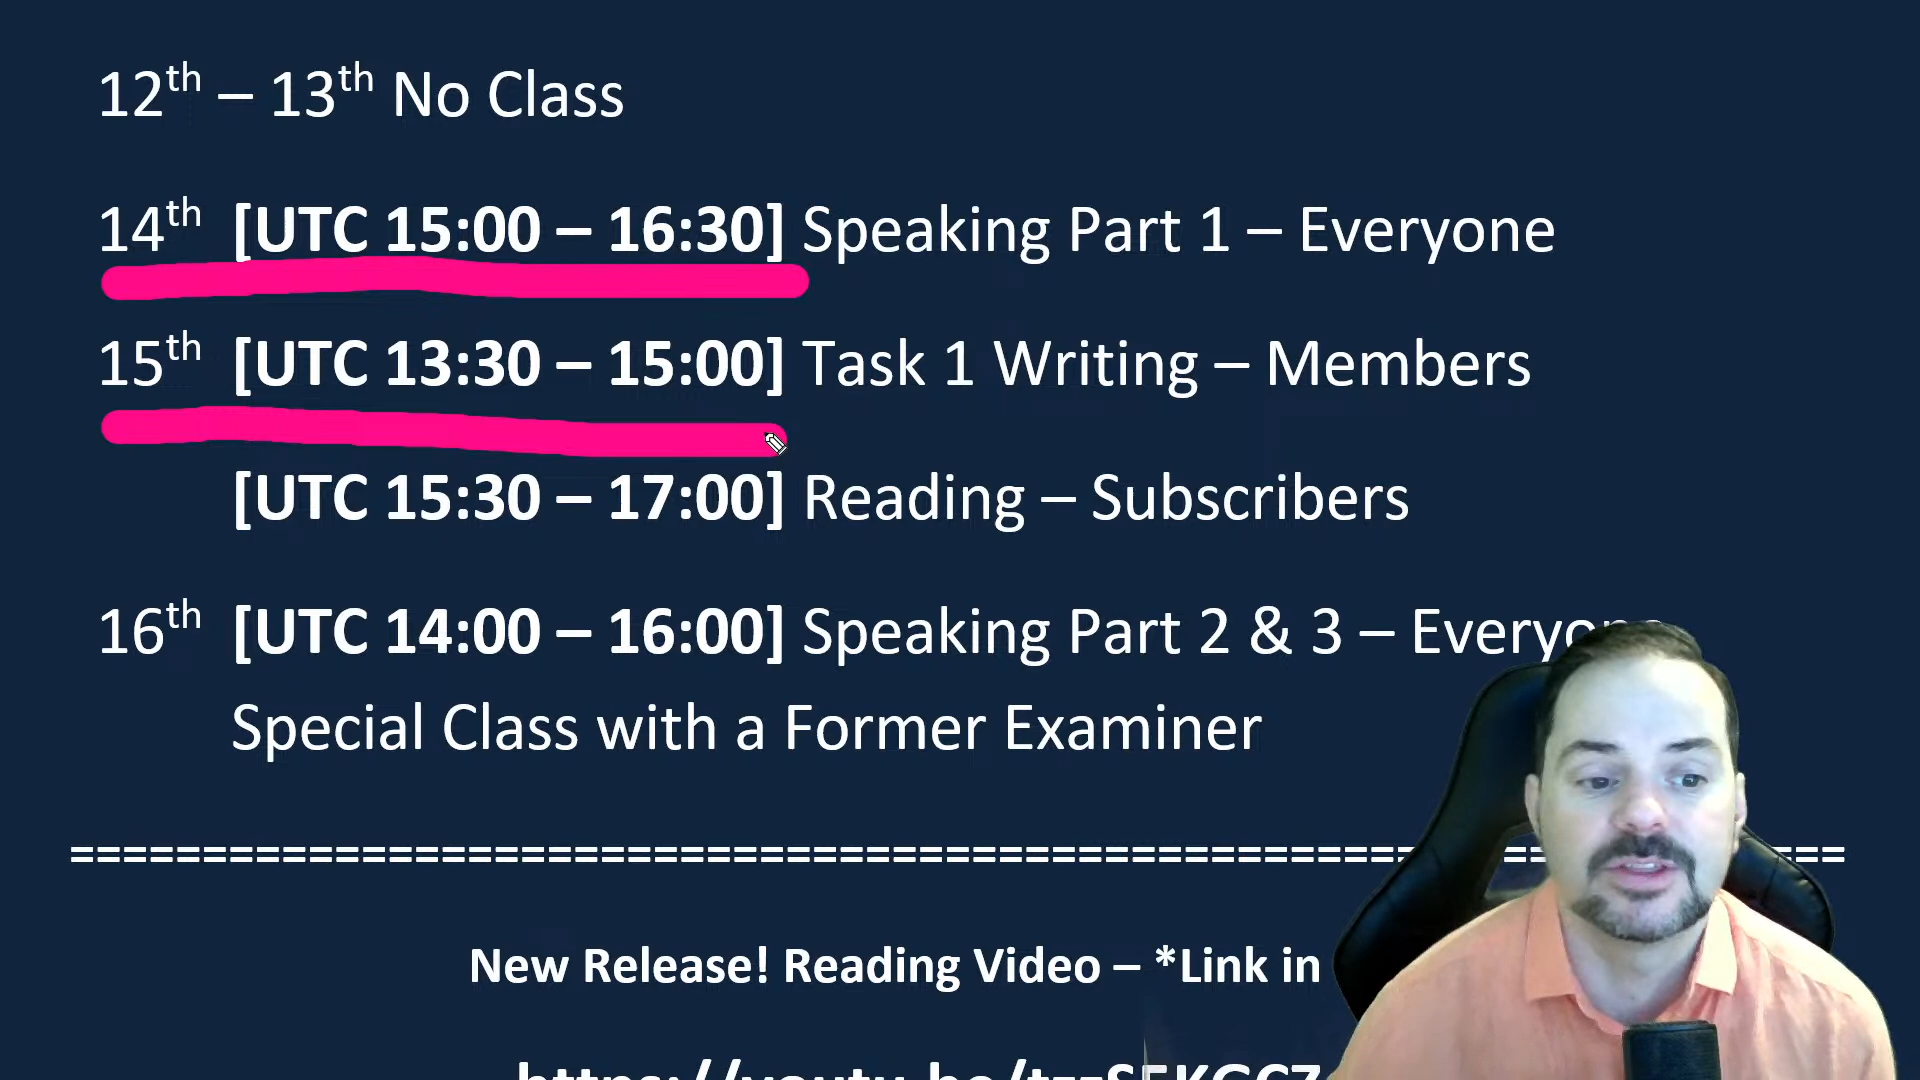 12th – 13th No Class
14th [UTC 15:00 – 16:30] Speaking Part 1 – Everyone
15th [UTC 13:30 – 15:00] Task 1 Writing – Members
[UTC 15:30 – 17:00] Reading – Subscribers
16th [UTC 14:00 – 16:00] Speaking Part 2 & 3 – Everyone
Special Class with a Former Examiner
New Release! Reading Video – *Link in